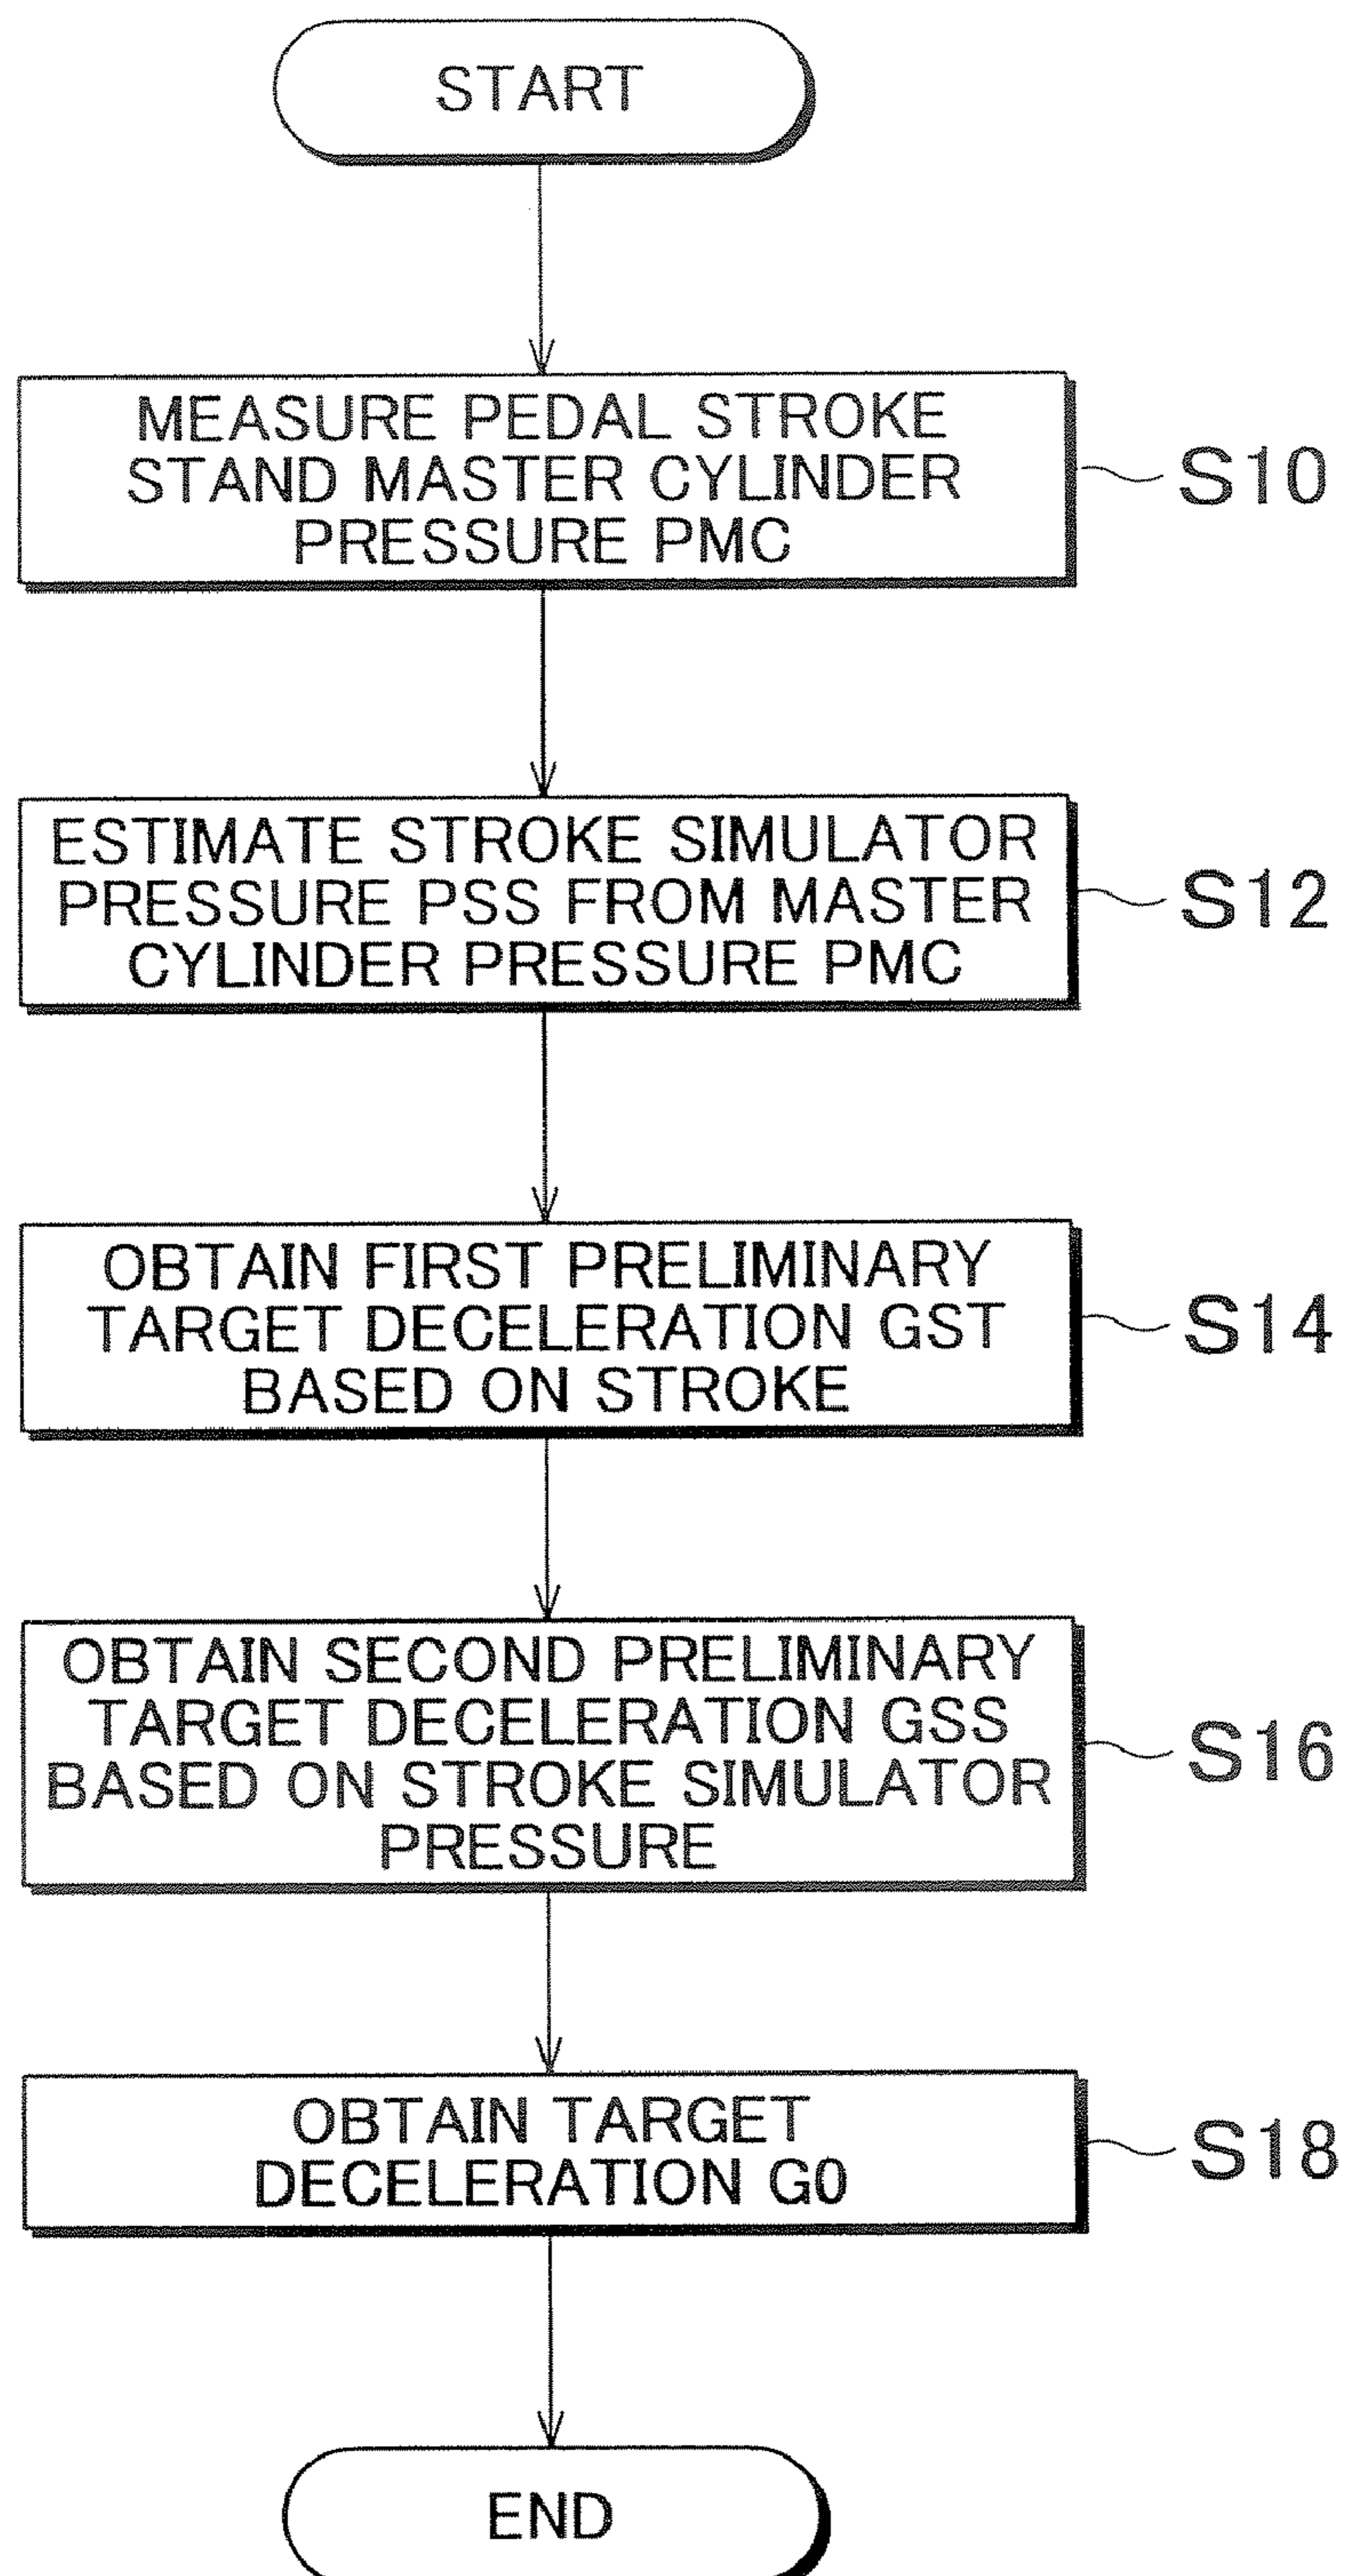 START
MEASURE PEDAL STROKE
STAND MASTER CYLINDER
PRESSURE PMC
S10
ESTIMATE STROKE SIMULATOR
PRESSURE PSS FROM MASTER
CYLINDER PRESSURE PMC
S12
OBTAIN FIRST PRELIMINARY
TARGET DECELERATION GST
BASED ON STROKE
S14
OBTAIN SECOND PRELIMINARY
TARGET DECELERATION GSS
BASED ON STROKE SIMULATOR
PRESSURE
S16
OBTAIN TARGET
DECELERATION G0
S18
END